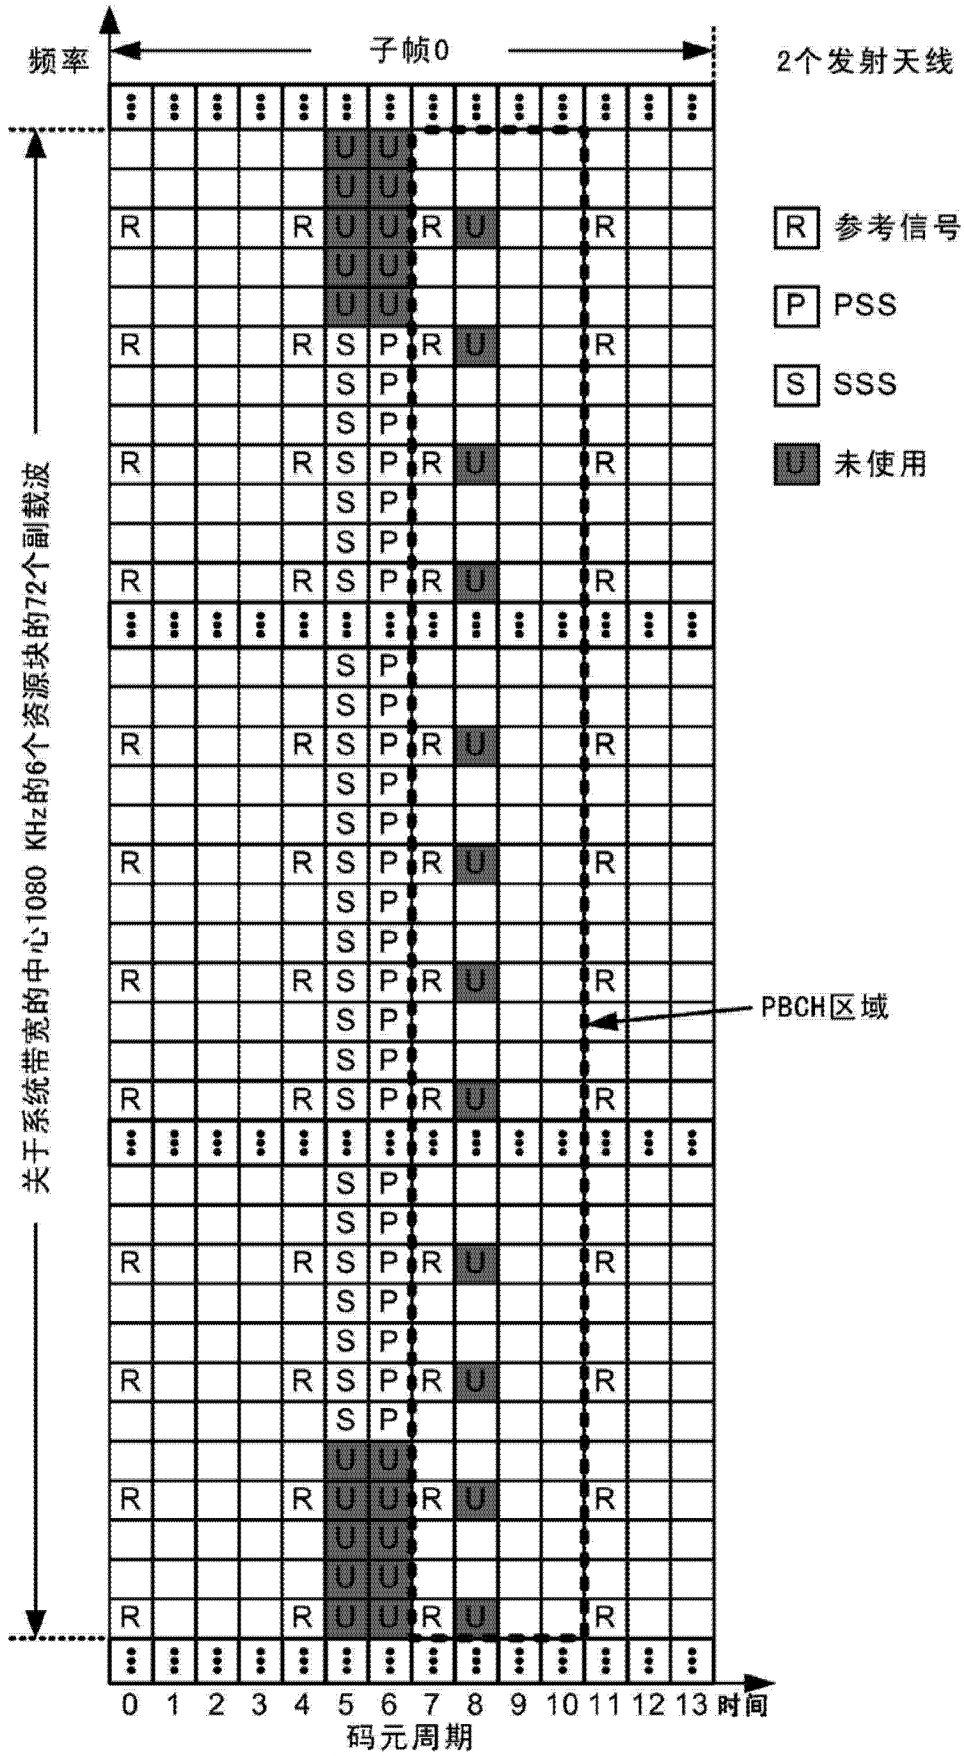 频率
子帧0
2个发射天线
R 参考信号
P PSS
S SSS
U 未使用
关于系统带宽的中心1080 KHz的6个资源块的72个副载波
U U
U U
R R U U R U R
U U
U U
R R S P R U R
S P
S P
R R S P R U R
S P
S P
R R S P R U R
S P
S P
R R S P R U R
S P
S P
R R S P R U R
S P
S P
R R S P R U R
S P
S P
R R S P R U R
S P
S P
R R S P R U R
S P
S P
R R S P R U R
S P
U U
R R U U R U R
U U
U U
R R U U R U R
PBCH区域
0 1 2 3 4 5 6 7 8 9 10 11 12 13 时间
码元周期